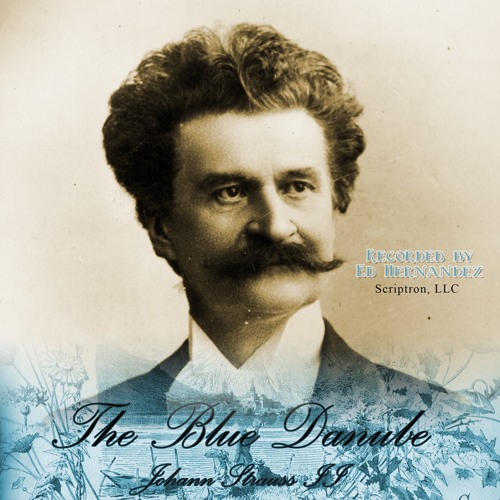 Recorded by
Ed Hernandez
Scriptron, LLC
The Blue Danube
Johann Strauss II